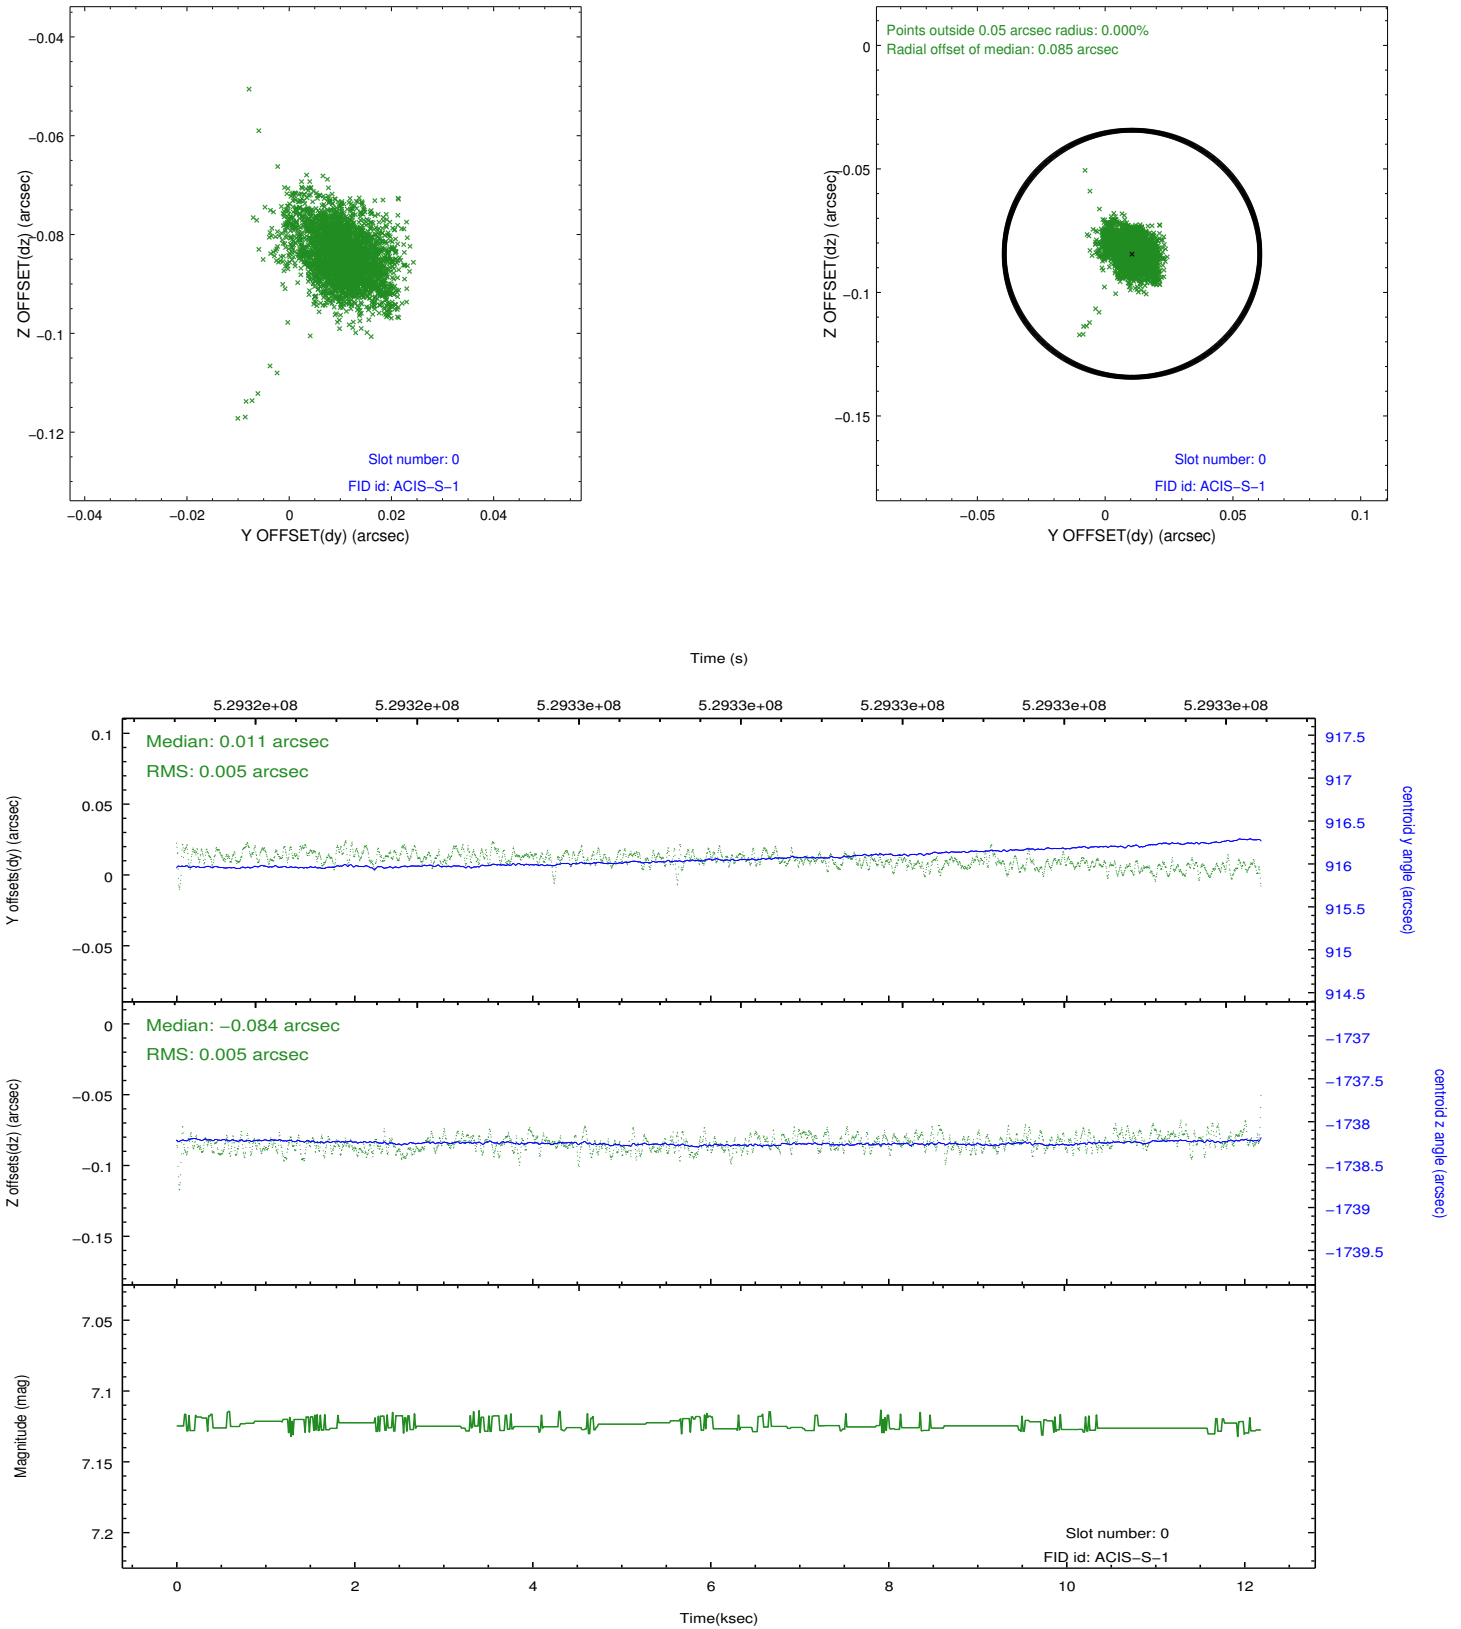 −0.04
−0.06
−0.08
−0.1
−0.12
Z OFFSET(dz) (arcsec)
Slot number: 0
FID id: ACIS−S−1
−0.04 −0.02 0 0.02 0.04
Y OFFSET(dy) (arcsec)
Points outside 0.05 arcsec radius: 0.000%
Radial offset of median: 0.085 arcsec
0
−0.05
−0.1
−0.15
Z OFFSET(dz) (arcsec)
Slot number: 0
FID id: ACIS−S−1
−0.05 0 0.05 0.1
Y OFFSET(dy) (arcsec)
Time (s)
5.2932e+08 5.2932e+08 5.2933e+08 5.2933e+08 5.2933e+08 5.2933e+08 5.2933e+08
Median: 0.011 arcsec
RMS: 0.005 arcsec
0.1
0.05
0
−0.05
Y offsets(dy) (arcsec)
917.5
917
916.5
916
915.5
915
914.5
centroid y angle (arcsec)
Median: −0.084 arcsec
RMS: 0.005 arcsec
0
−0.05
−0.1
−0.15
Z offsets(dz) (arcsec)
−1737
−1737.5
−1738
−1738.5
−1739
−1739.5
centroid z angle (arcsec)
7.05
7.1
7.15
7.2
Magnitude (mag)
Slot number: 0
FID id: ACIS−S−1
0 2 4 6 8 10 12
Time(ksec)